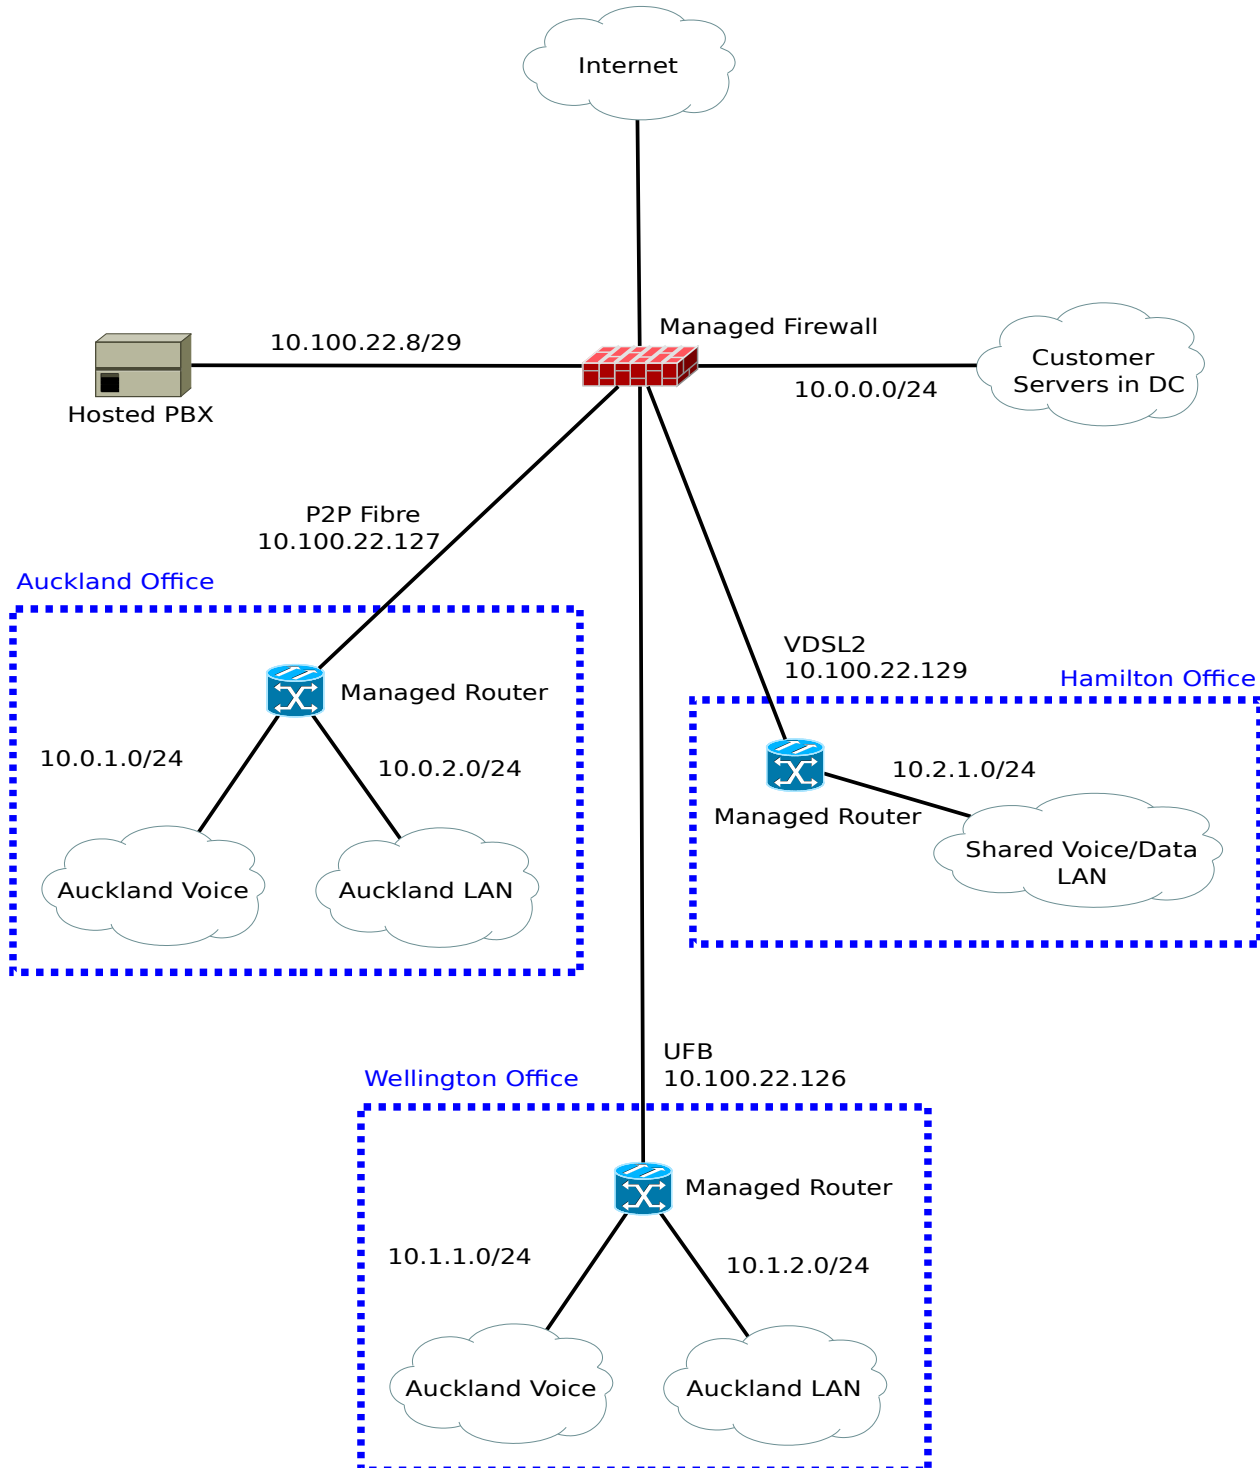 Internet
Managed Firewall
10.100.22.8/29
Customer
Servers in DC
10.0.0.0/24
Hosted PBX
P2P Fibre
10.100.22.127
Auckland Office
VDSL2
10.100.22.129
Hamilton Office
Managed Router
10.0.1.0/24
10.0.2.0/24
10.2.1.0/24
Managed Router
Shared Voice/Data
LAN
Auckland Voice
Auckland LAN
UFB
10.100.22.126
Wellington Office
Managed Router
10.1.1.0/24
10.1.2.0/24
Auckland Voice
Auckland LAN